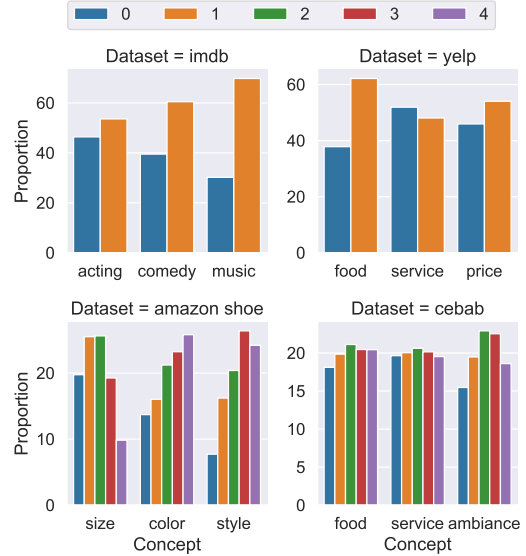 0 1 2 3 4
Dataset = imdb
Proportion
60
40
20
0
acting comedy music
Dataset = yelp
60
40
20
0
food service price
Dataset = amazon shoe
Proportion
20
10
0
size color style
Concept
Dataset = cebab
20
15
10
5
0
food service ambiance
Concept